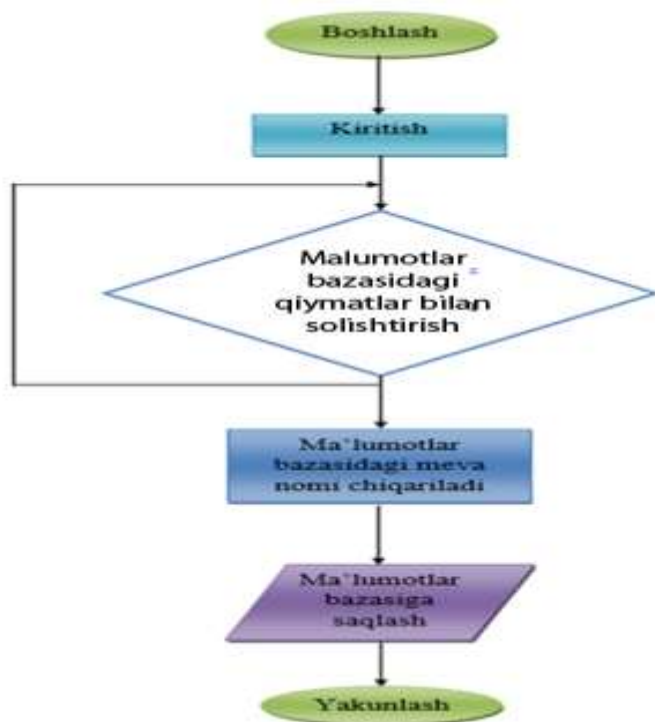 Boshlash
Kiritish
Malumotlar
bazasidagi
qiymatlar bilan
solishtirish
Ma`lumotlar
bazasidagi meva
nomi chiqariladi
Ma`lumotlar
bazasiga
saqlash
Yakunlash